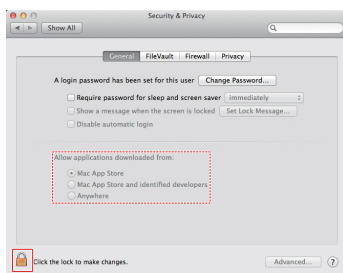 Security & Privacy
Show All
General FileVault Firewall Privacy
A login password has been set for this user Change Password...
Require password for sleep and screen saver immediately
Show a message when the screen is locked Set Lock Message...
Disable automatic login
Allow applications downloaded from:
Mac App Store
Mac App Store and identified developers
Anywhere
Click the lock to make changes. Advanced... ?